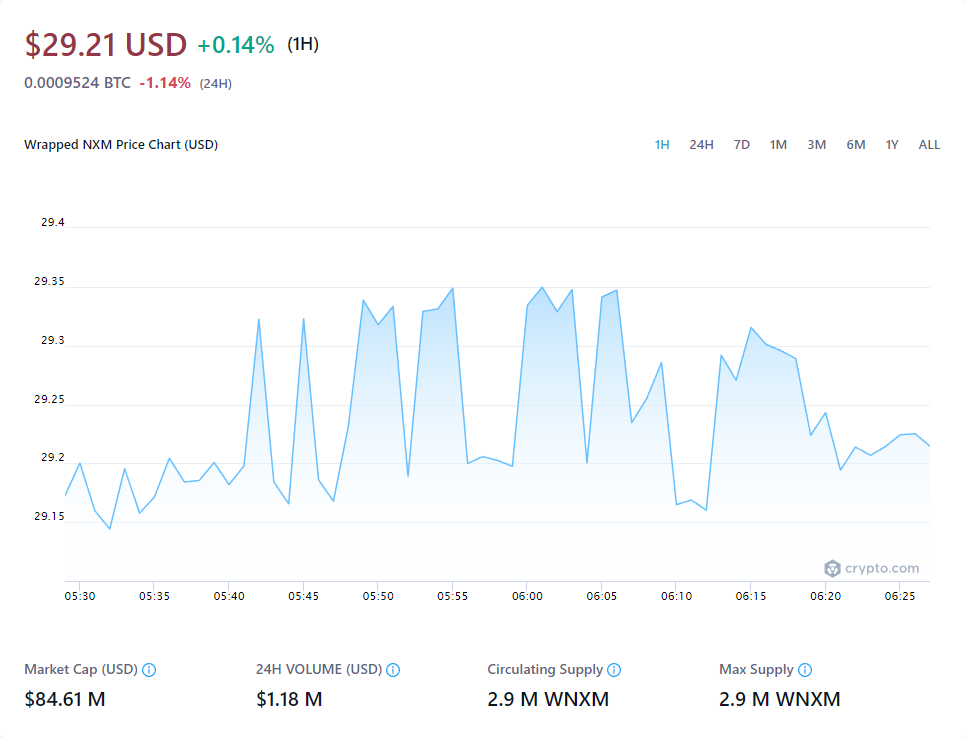 $29.21 USD +0.14% (1H)
0.0009524 BTC -1.14% (24H)
Wrapped NXM Price Chart (USD)
1H 24H 7D 1M 3M 6M 1Y ALL
29.4
29.35
29.3
29.25
29.2
29.15
crypto.com
05:30 05:35 05:40 05:45 05:50 05:55 06:00 06:05 06:10 06:15 06:20 06:25
Market Cap (USD) 24H VOLUME (USD) Circulating Supply Max Supply
$84.61 M $1.18 M 2.9 M WNXM 2.9 M WNXM